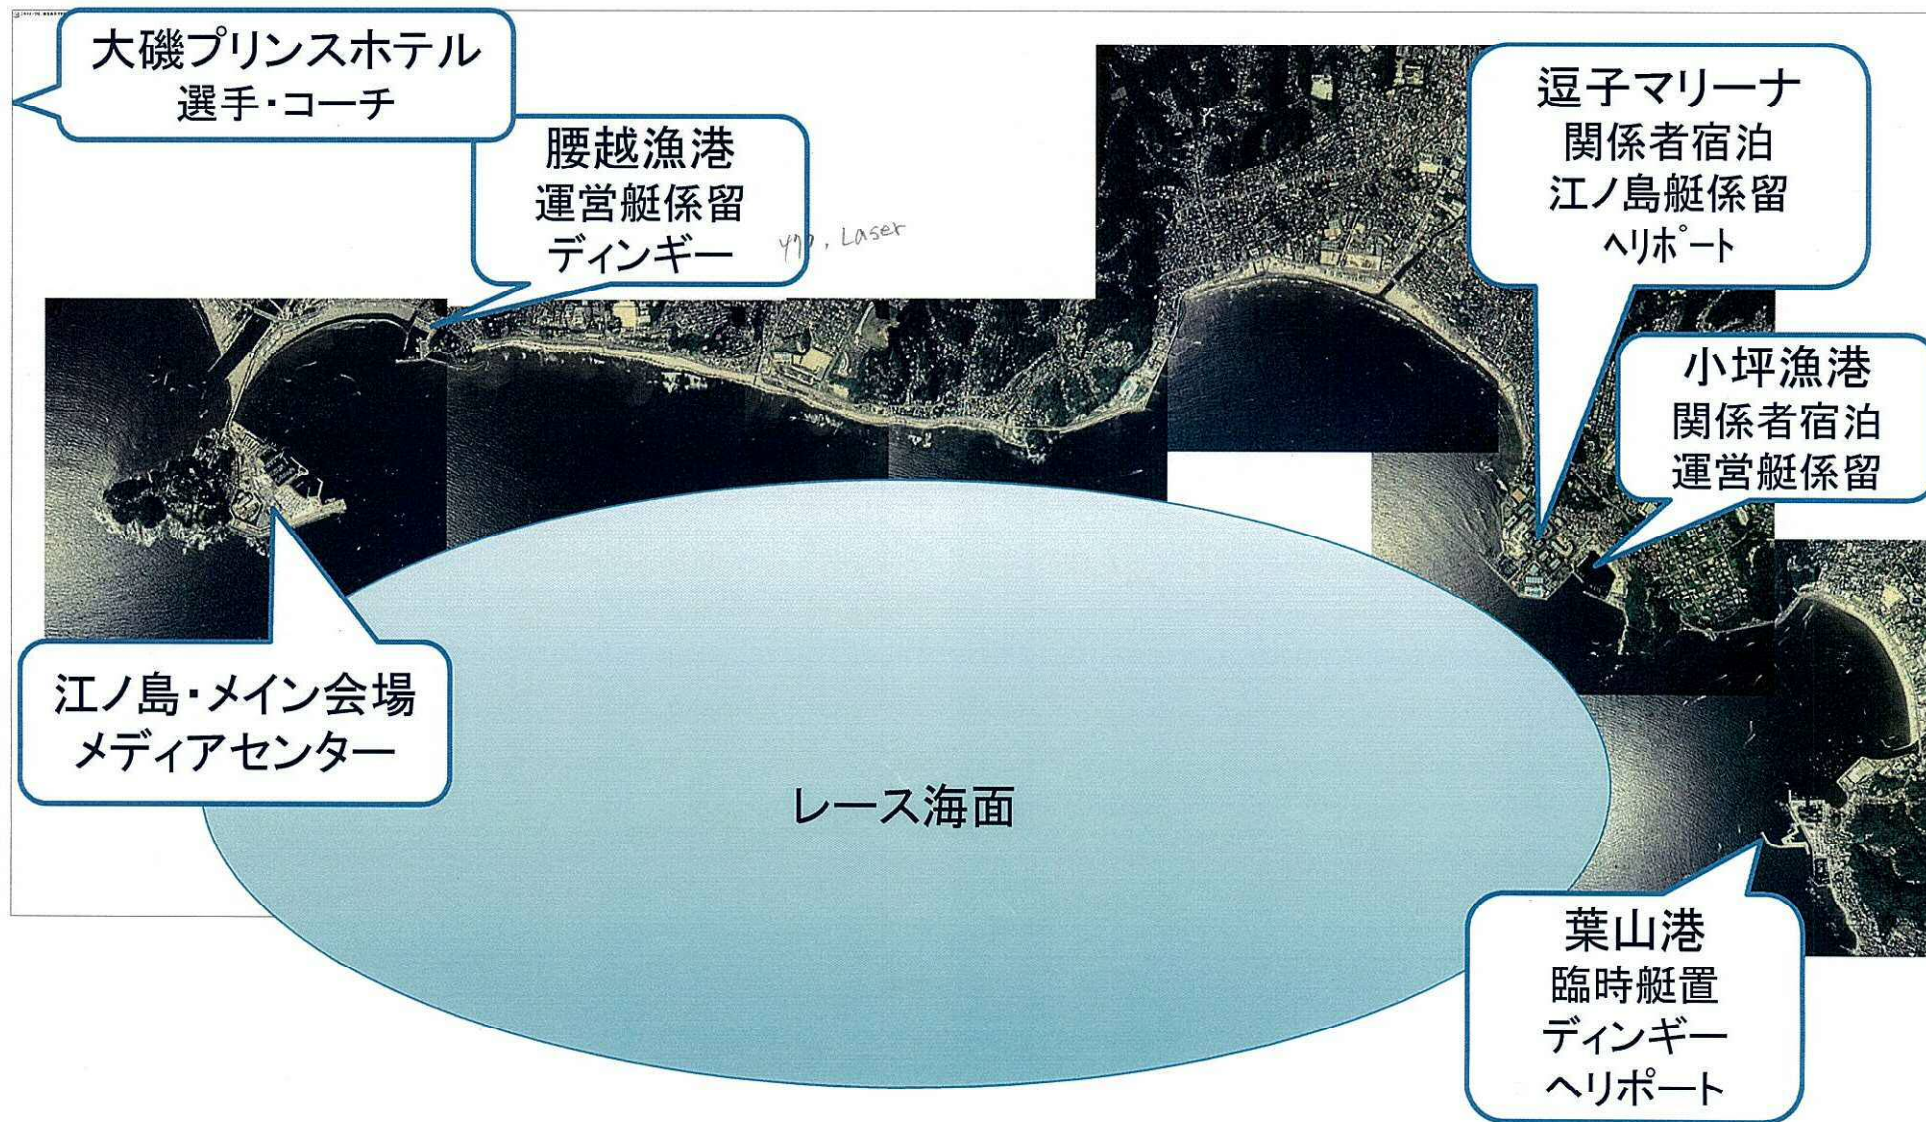 大磯プリンスホテル
選手・コーチ
腰越漁港
運営艇係留
ディンギー
470, Laser
逗子マリーナ
関係者宿泊
江ノ島艇係留
ヘリポート
小坪漁港
関係者宿泊
運営艇係留
江ノ島・メイン会場
メディアセンター
レース海面
葉山港
臨時艇置
ディンギー
ヘリポート